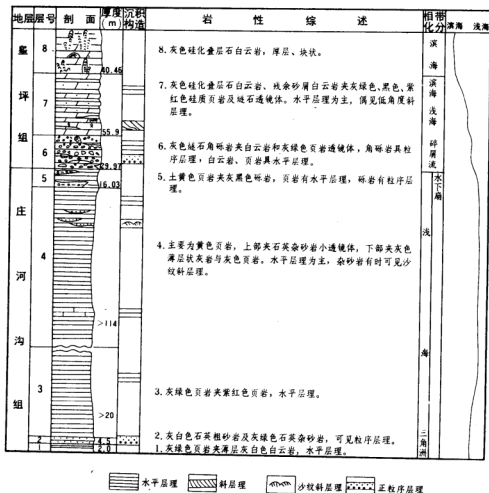 地层 层号 剖面 厚度(m) 沉积构造 岩性综述 相化 带分 滨海 浅海
坪组
庄河沟组
8
7
6
5
4
3
2
1
40.46
55.9
29.97
16.03
>114
>20
4.5
2.0
8.灰色硅化叠层石白云岩,厚层、块状。
7.灰色硅化叠层石白云岩、残余砂屑白云岩夹灰绿色、黑色、紫
红色硅质页岩及燧石透镜体。水平层理为主,偶见低角度斜
层理。
6.灰色燧石角砾岩夹白云岩和灰绿色页岩透镜体,角砾岩具粒
序层理,白云岩、页岩具水平层理。
5.土黄色页岩夹灰黑色砾岩,页岩有水平层理,砾岩有粒序层
理。
4.主要为黄色页岩,上部夹石英杂砂岩小透镜体,下部夹灰色
薄层状灰岩与灰色页岩。水平层理为主,杂砂岩有时可见沙
纹斜层理。
3.灰绿色页岩夹紫红色页岩,水平层理。
2.灰白色石英粗砂岩及灰绿色石英杂砂岩,可见粒序层理。
1.灰绿色页岩夹薄层灰白色白云岩,水平层理。
滨海
滨海浅海
碎屑流
水下扇
浅海
三角洲
水平层理 斜层理 沙纹斜层理 正粒序层理